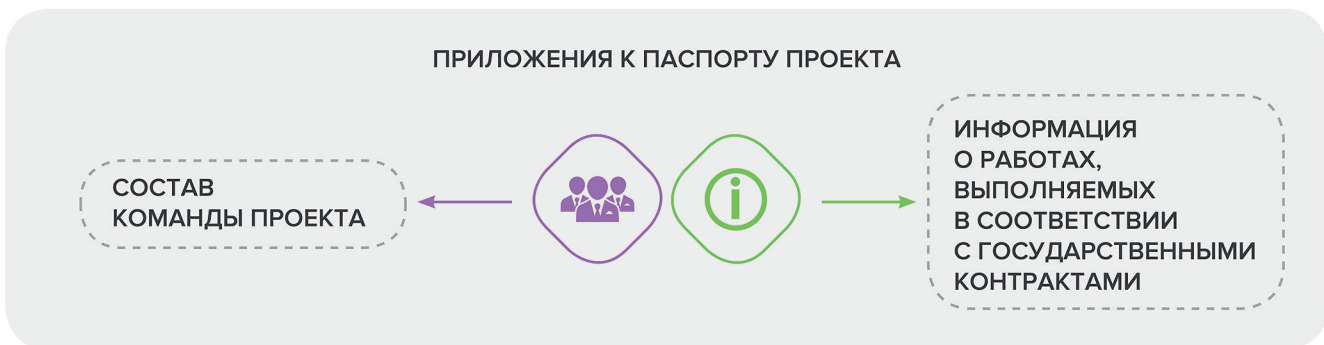 ПРИЛОЖЕНИЯ К ПАСПОРТУ ПРОЕКТА
СОСТАВ
КОМАНДЫ ПРОЕКТА
ИНФОРМАЦИЯ
О РАБОТАХ,
ВЫПОЛНЯЕМЫХ
В СООТВЕТСТВИИ
С ГОСУДАРСТВЕННЫМИ
КОНТРАКТАМИ